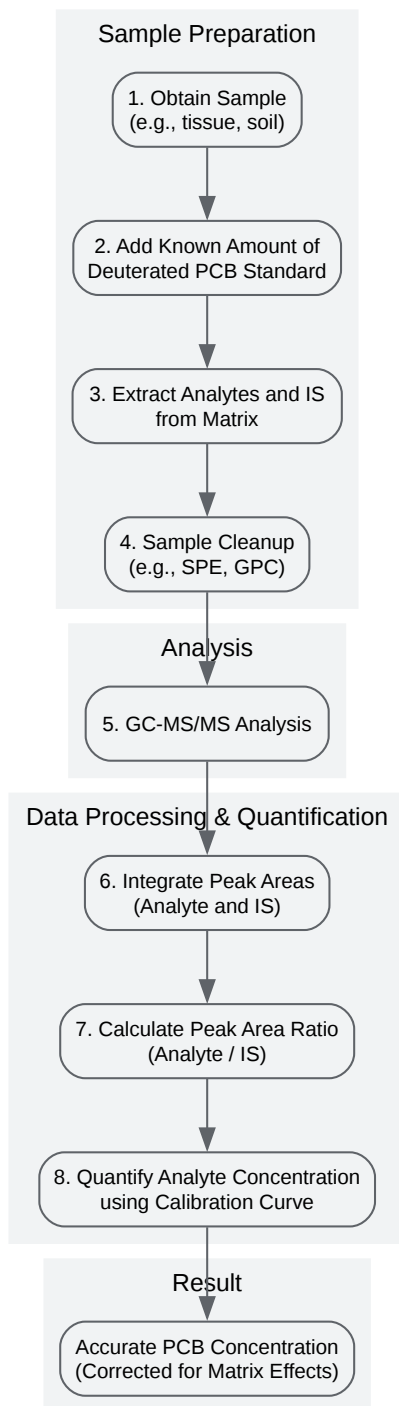 Sample Preparation
1. Obtain Sample
(e.g., tissue, soil)
2. Add Known Amount of
Deuterated PCB Standard
3. Extract Analytes and IS
from Matrix
4. Sample Cleanup
(e.g., SPE, GPC)
Analysis
5. GC-MS/MS Analysis
Data Processing & Quantification
6. Integrate Peak Areas
(Analyte and IS)
7. Calculate Peak Area Ratio
(Analyte / IS)
8. Quantify Analyte Concentration
using Calibration Curve
Result
Accurate PCB Concentration
(Corrected for Matrix Effects)